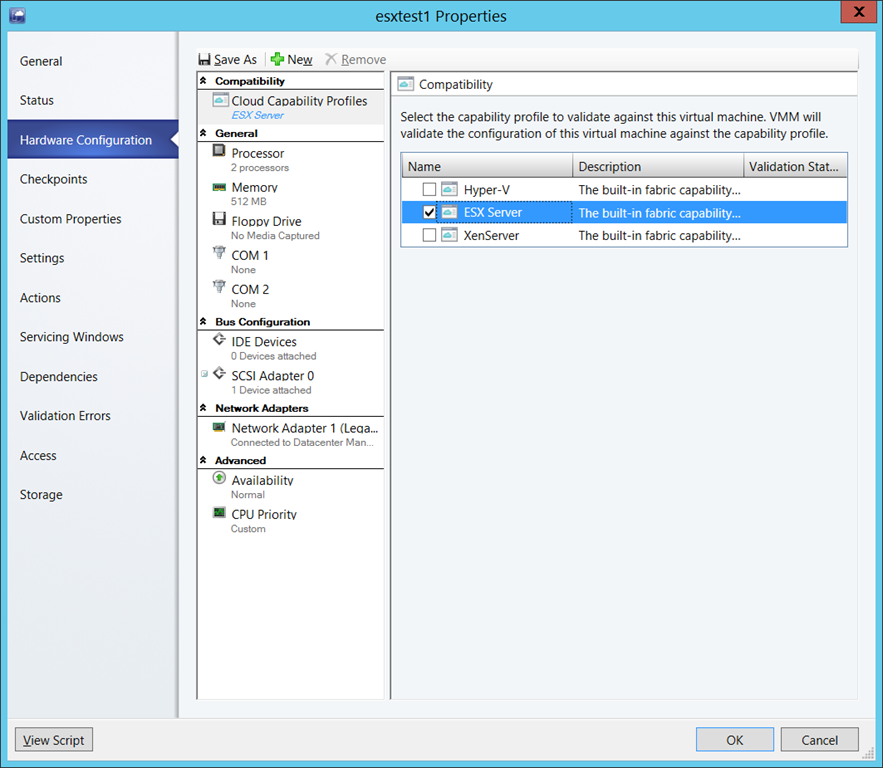 esxtest1 Properties
General
Status
Hardware Configuration
Checkpoints
Custom Properties
Settings
Actions
Servicing Windows
Dependencies
Validation Errors
Access
Storage
Save As New Remove
Compatibility
Cloud Capability Profiles
ESX Server
General
Processor
2 processors
Memory
512 MB
Floppy Drive
No Media Captured
COM 1
None
COM 2
None
Bus Configuration
IDE Devices
0 Devices attached
SCSI Adapter 0
1 Device attached
Network Adapters
Network Adapter 1 (Lega...
Connected to Datacenter Man...
Advanced
Availability
Normal
CPU Priority
Custom
Compatibility
Select the capability profile to validate against this virtual machine. VMM will
validate the configuration of this virtual machine against the capability profile.
Name Description Validation Stat...
Hyper-V The built-in fabric capability...
ESX Server The built-in fabric capability...
XenServer The built-in fabric capability...
View Script OK Cancel